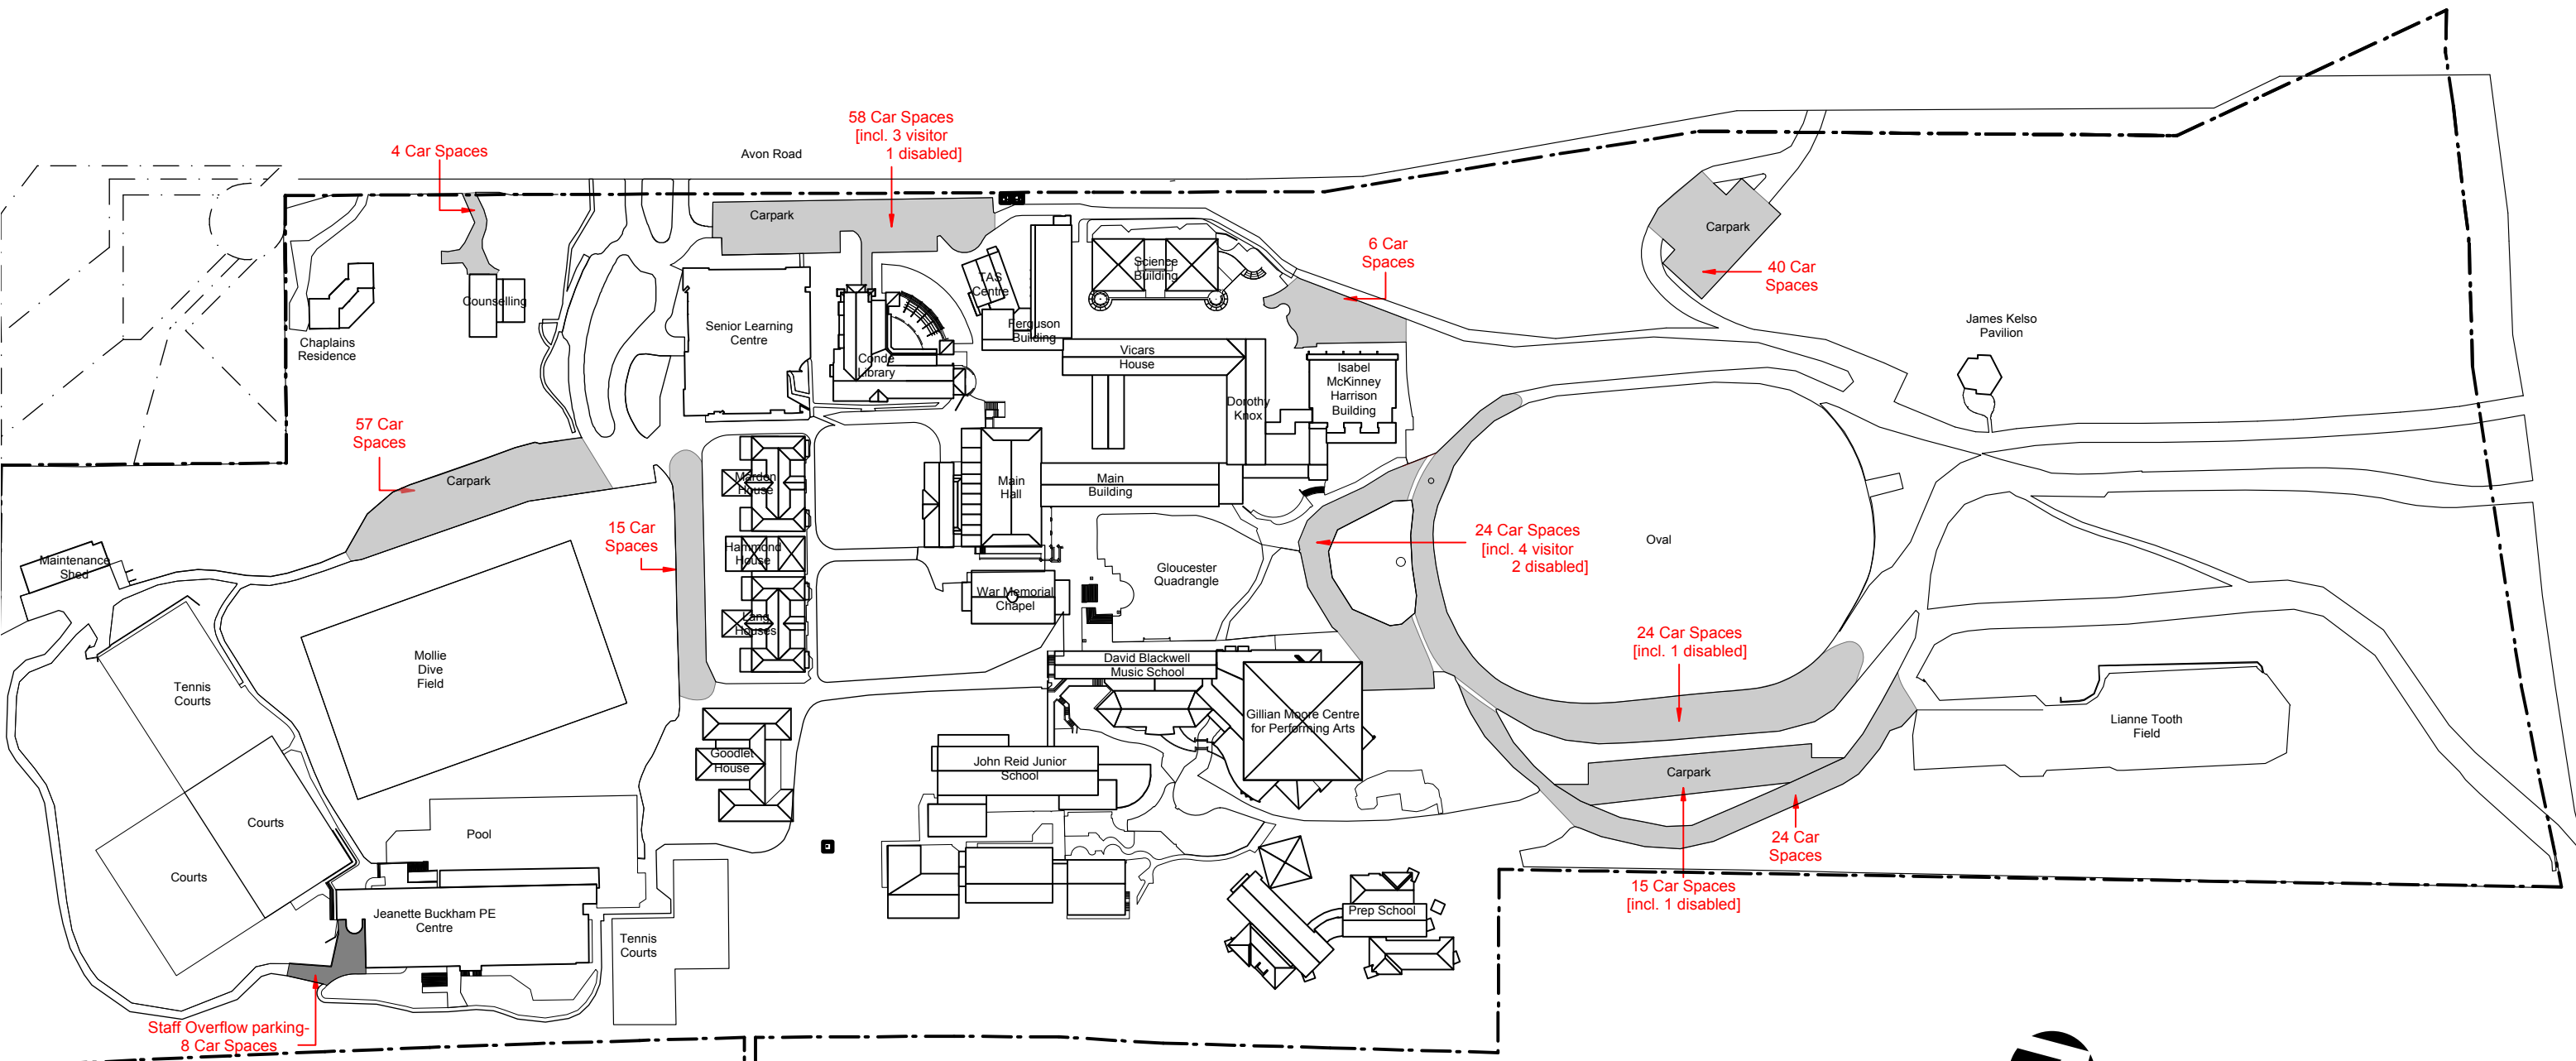 58 Car Spaces
[incl. 3 visitor
1 disabled]
4 Car Spaces
Avon Road
Carpark
Carpark
6 Car
Spaces
40 Car
Spaces
Science
Building
TAS
Centre
Counselling
Senior Learning
Centre
Ferguson
Building
James Kelso
Pavilion
Chaplains
Residence
Conde
Library
Vicars
House
Isabel
McKinney
Harrison
Building
Dorothy
Knox
57 Car
Spaces
Carpark
Marden
House
Main
Hall
Main
Building
15 Car
Spaces
24 Car Spaces
[incl. 4 visitor
2 disabled]
Oval
Hammond
House
Maintenance
Shed
Gloucester
Quadrangle
War Memorial
Chapel
Lang
Houses
24 Car Spaces
[incl. 1 disabled]
Mollie
Dive
Field
David Blackwell
Music School
Tennis
Courts
Gillian Moore Centre
for Performing Arts
Lianne Tooth
Field
Goodlet
House
John Reid Junior
School
Carpark
Courts
Pool
24 Car
Spaces
Courts
15 Car Spaces
[incl. 1 disabled]
Jeanette Buckham PE
Centre
Prep School
Tennis
Courts
Staff Overflow parking-
8 Car Spaces